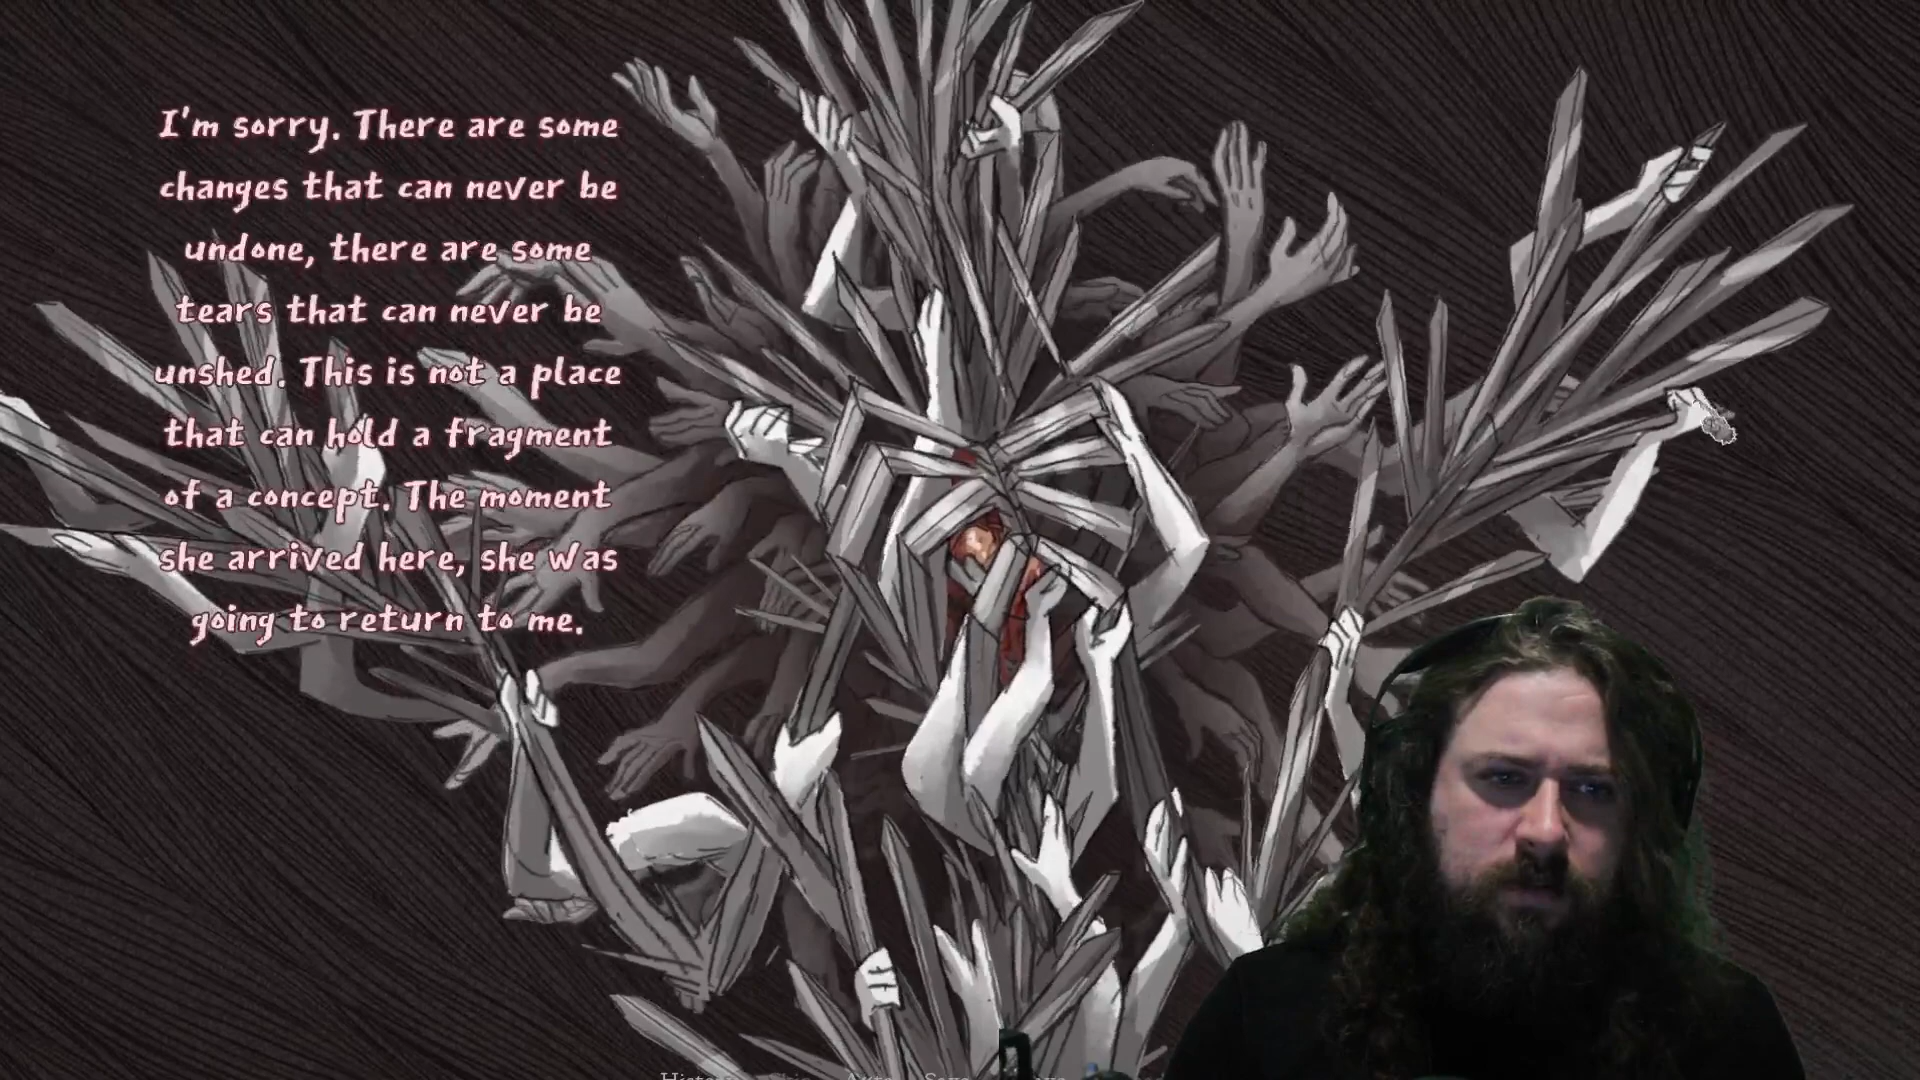 I'm sorry. There are some
changes that can never be
undone, there are some
tears that can never be
unshed. This is not a place
that can hold a fragment
of a concept. The moment
she arrived here, she was
going to return to me.